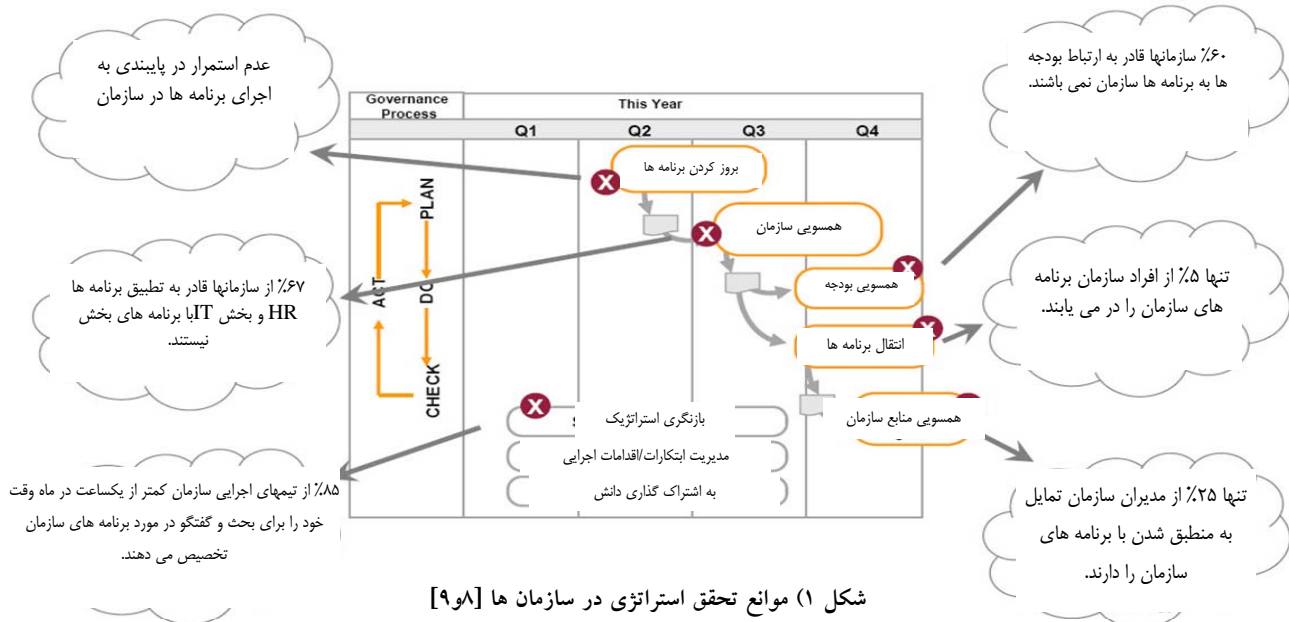 عدم استمرار در پایبندی به
اجرای برنامه ها در سازمان
۶۰٪ سازمانها قادر به ارتباط بودجه
ها به برنامه ها سازمان نمی باشند.
Governance
Process
This Year
Q1
Q2
Q3
Q4
بروز کردن برنامه ها
همسویی سازمان
همسویی بودجه
انتقال برنامه ها
همسویی منابع سازمان
PLAN
DO
CHECK
ACT
بازنگری استراتژیک
مدیریت ابتکارات/اقدامات اجرایی
به اشتراک گذاری دانش
۶۷٪ از سازمانها قادر به تطبیق برنامه ها
HR و بخش ITبا برنامه های بخش
نیستند.
تنها ۵٪ از افراد سازمان برنامه
های سازمان را در می یابند.
۸۵٪ از تیمهای اجرایی سازمان کمتر از یکساعت در ماه وقت
خود را برای بحث و گفتگو در مورد برنامه های سازمان
تخصیص می دهند.
تنها ۲۵٪ از مدیران سازمان تمایل
به منطبق شدن با برنامه های
سازمان را دارند.
شکل ۱) موانع تحقق استراتژی در سازمان ها [۸و۹]